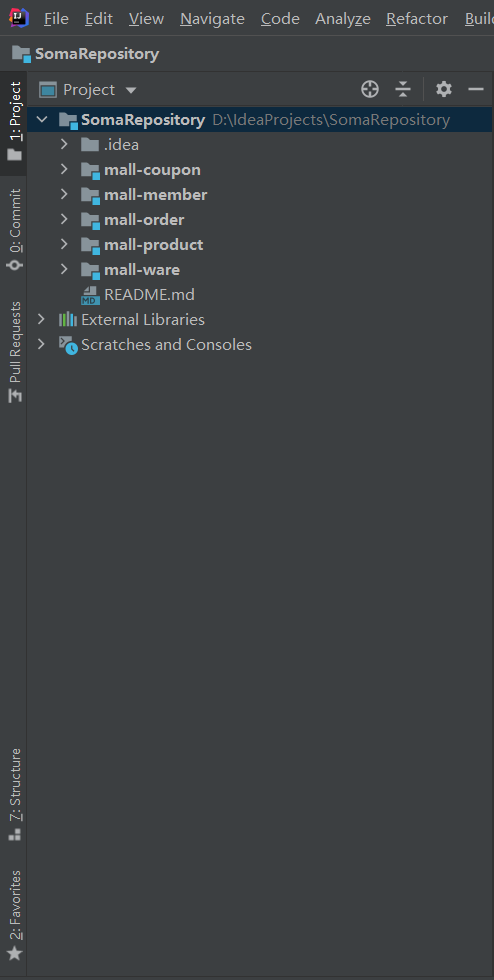 File Edit View Navigate Code Analyze Refactor
SomaRepository
Project
SomaRepository D:\IdeaProjects\SomaRepository
.idea
mall-coupon
mall-member
mall-order
mall-product
mall-ware
MD README.md
External Libraries
Scratches and Consoles
1: Project
0: Commit
Pull Requests
7: Structure
2: Favorites